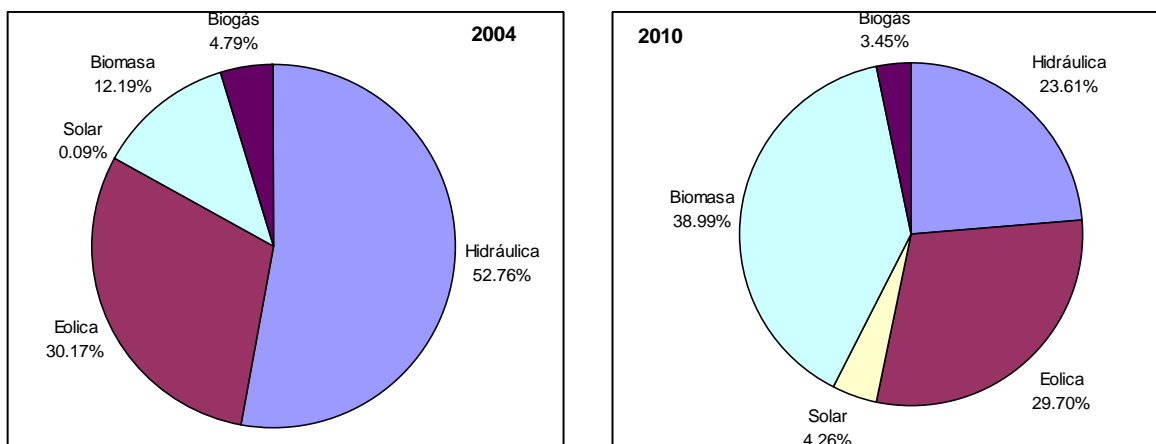 2004
Biogás
4.79%
Biomasa
12.19%
Solar
0.09%
Hidráulica
52.76%
Eolica
30.17%
2010
Biogás
3.45%
Hidráulica
23.61%
Biomasa
38.99%
Eolica
29.70%
Solar
4.26%